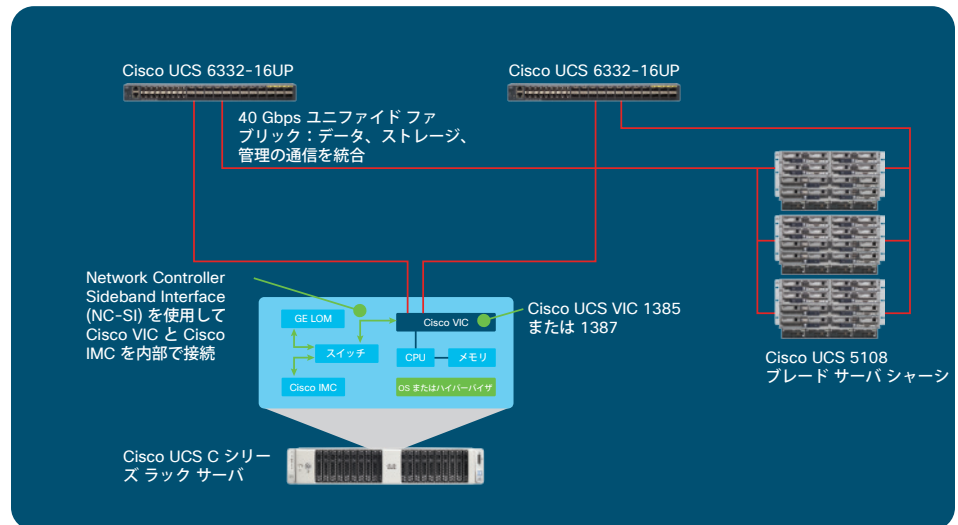 Cisco UCS 6332-16UP
Cisco UCS 6332-16UP
40 Gbps ユニファイド ファ
ブリック：データ、ストレージ、
管理の通信を統合
Network Controller
Sideband Interface
(NC-SI) を使用して
Cisco VIC と Cisco
IMC を内部で接続
GE LOM
Cisco VIC
スイッチ
CPU
メモリ
Cisco IMC
OS またはハイパーバイザ
Cisco UCS VIC 1385
または 1387
Cisco UCS 5108
ブレード サーバ シャーシ
Cisco UCS C シリー
ズ ラック サーバ